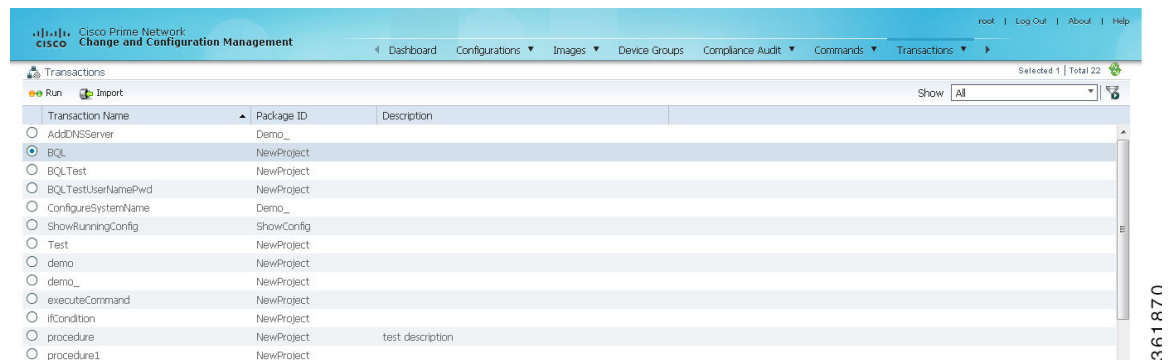 root | Log Out | About | Help
Cisco Prime Network
CISCO Change and Configuration Management
Dashboard Configurations Images Device Groups Compliance Audit Commands Transactions
Transactions Selected 1 | Total 22
Run Import Show All
Transaction Name Package ID Description
AddDNSServer Demo_
BQL NewProject
BQLTest NewProject
BQLTestUserNamePwd NewProject
ConfigureSystemName Demo_
ShowRunningConfig ShowConfig
Test NewProject
demo NewProject
demo_ NewProject
executeCommand NewProject
ifCondition NewProject
procedure NewProject test description
procedure1 NewProject
361870